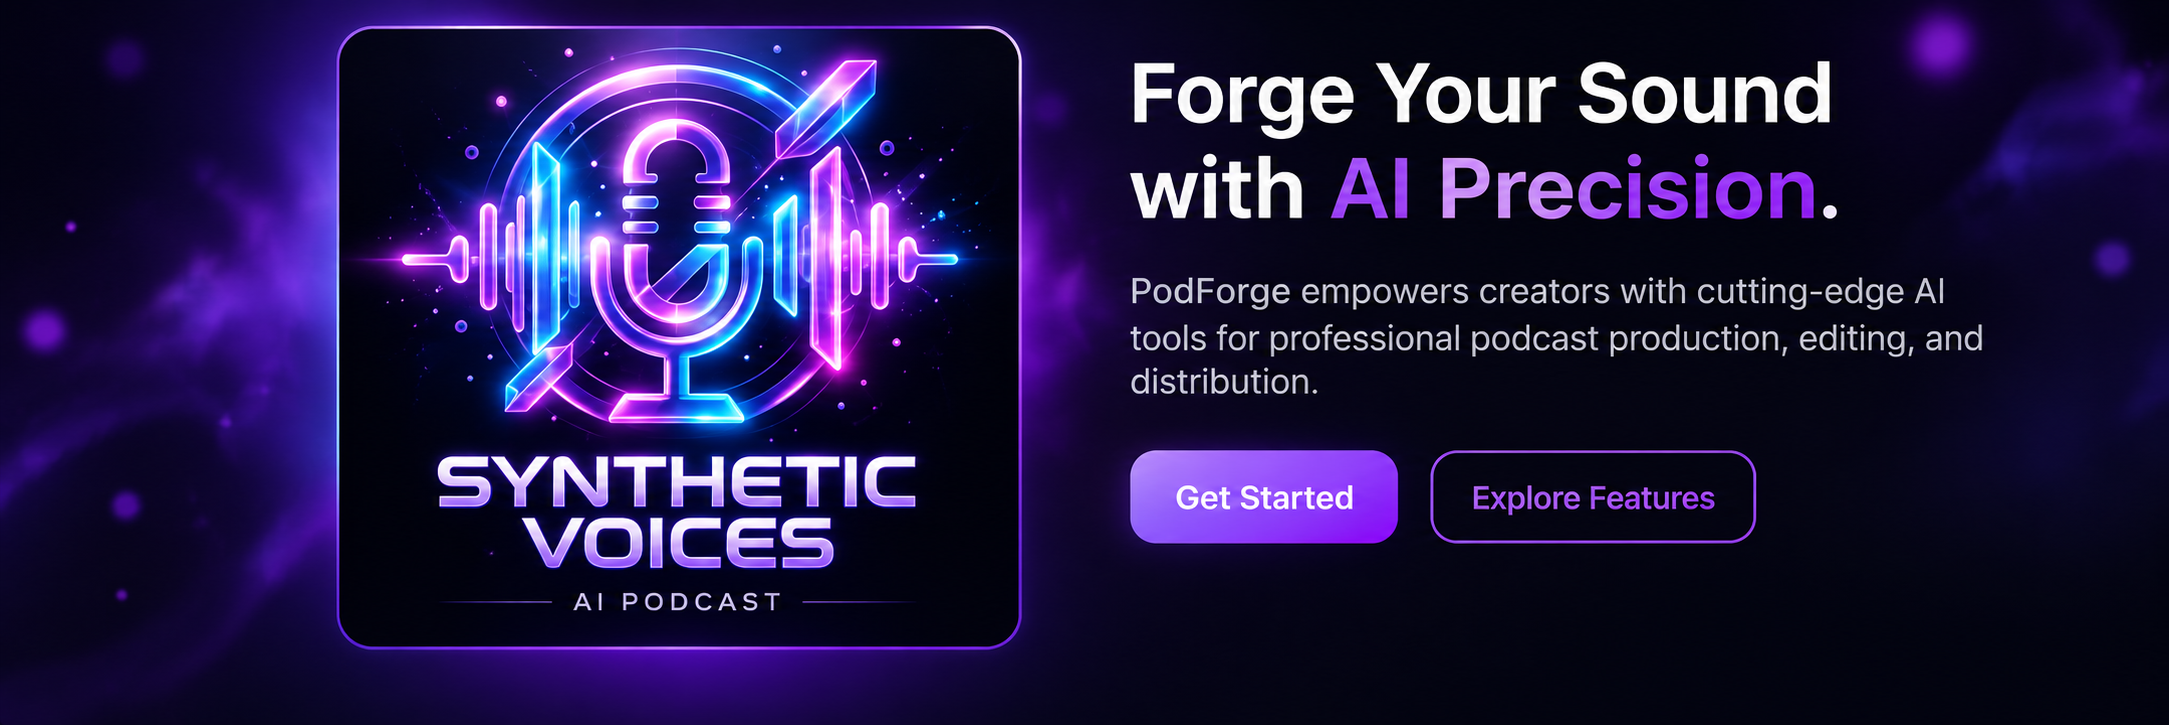 SYNTHETIC
VOICES
AI PODCAST
Forge Your Sound
with AI Precision.
PodForge empowers creators with cutting-edge AI
tools for professional podcast production, editing, and
distribution.
Get Started
Explore Features